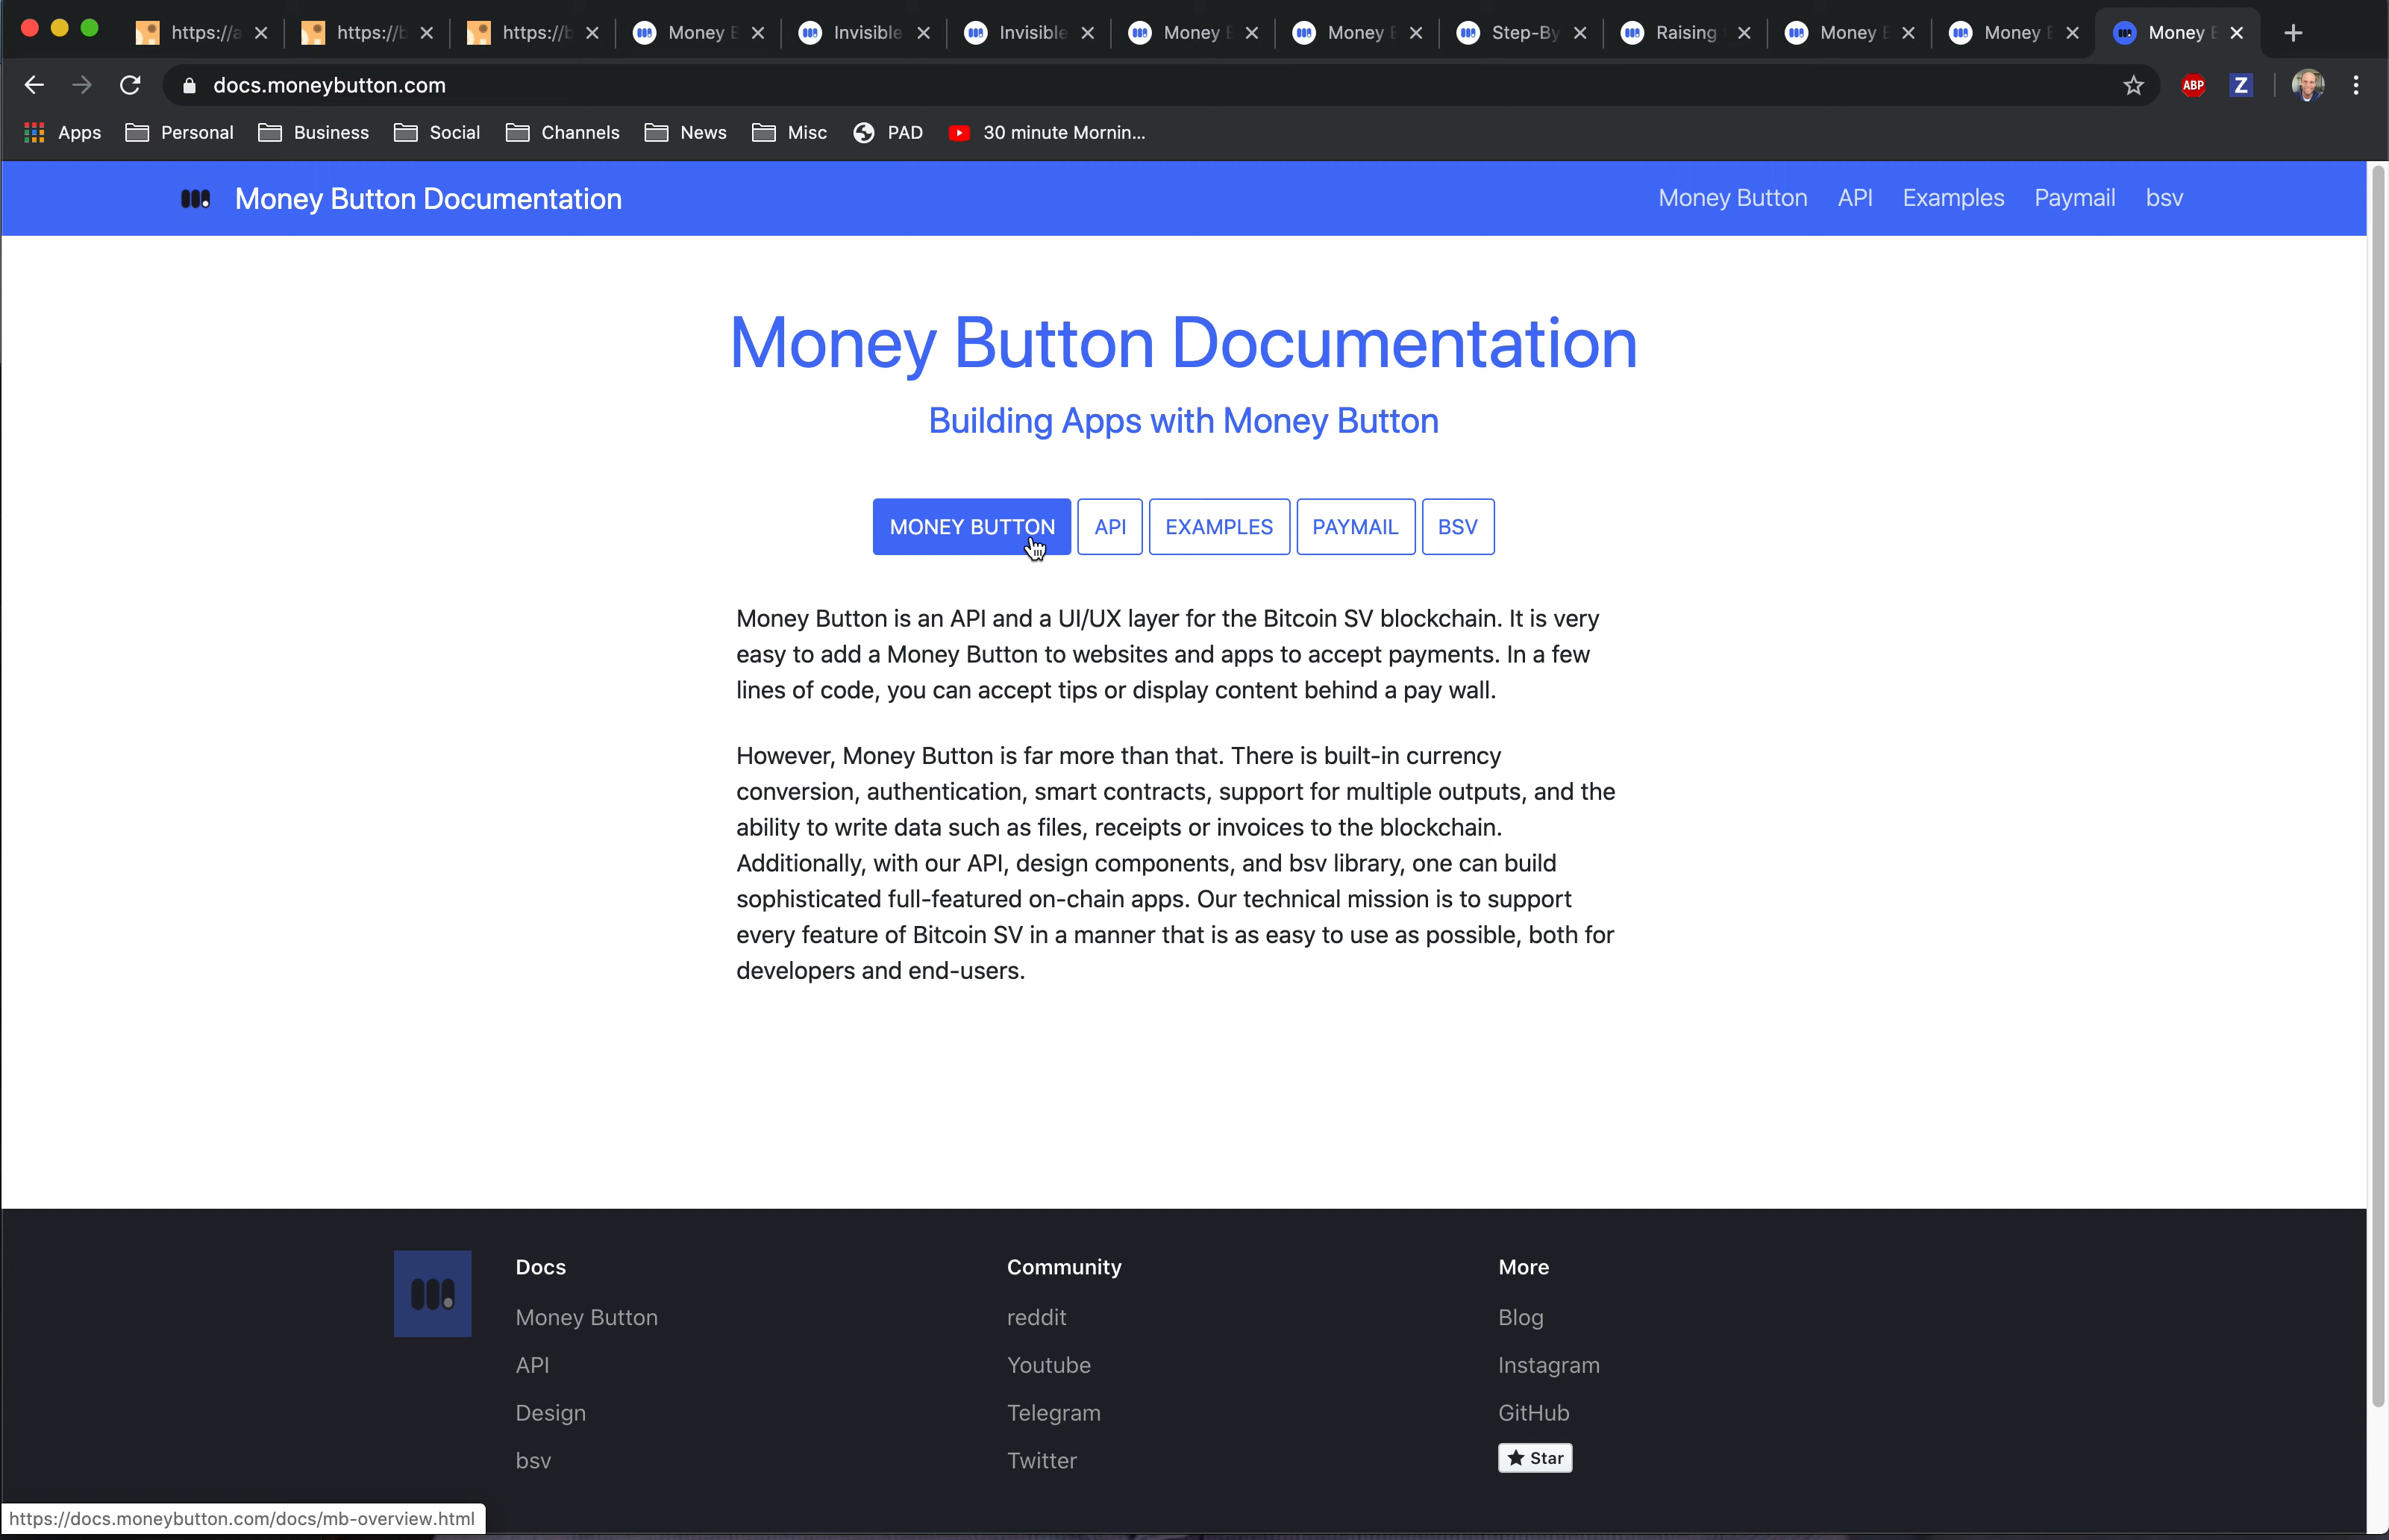 https://a
https://b
https://b
Money B
Invisible
Invisible
Money B
Money B
Step-By
Raising
Money B
Money B
Money B
docs.moneybutton.com
ABP
Z
Apps
Personal
Business
Social
Channels
News
Misc
PAD
30 minute Mornin...
Money Button Documentation
Money Button
API
Examples
Paymail
bsv
Money Button Documentation
Building Apps with Money Button
MONEY BUTTON
API
EXAMPLES
PAYMAIL
BSV
Money Button is an API and a UI/UX layer for the Bitcoin SV blockchain. It is very
easy to add a Money Button to websites and apps to accept payments. In a few
lines of code, you can accept tips or display content behind a pay wall.
However, Money Button is far more than that. There is built-in currency
conversion, authentication, smart contracts, support for multiple outputs, and the
ability to write data such as files, receipts or invoices to the blockchain.
Additionally, with our API, design components, and bsv library, one can build
sophisticated full-featured on-chain apps. Our technical mission is to support
every feature of Bitcoin SV in a manner that is as easy to use as possible, both for
developers and end-users.
Docs
Money Button
API
Design
bsv
Community
reddit
Youtube
Telegram
Twitter
More
Blog
Instagram
GitHub
Star
https://docs.moneybutton.com/docs/mb-overview.html